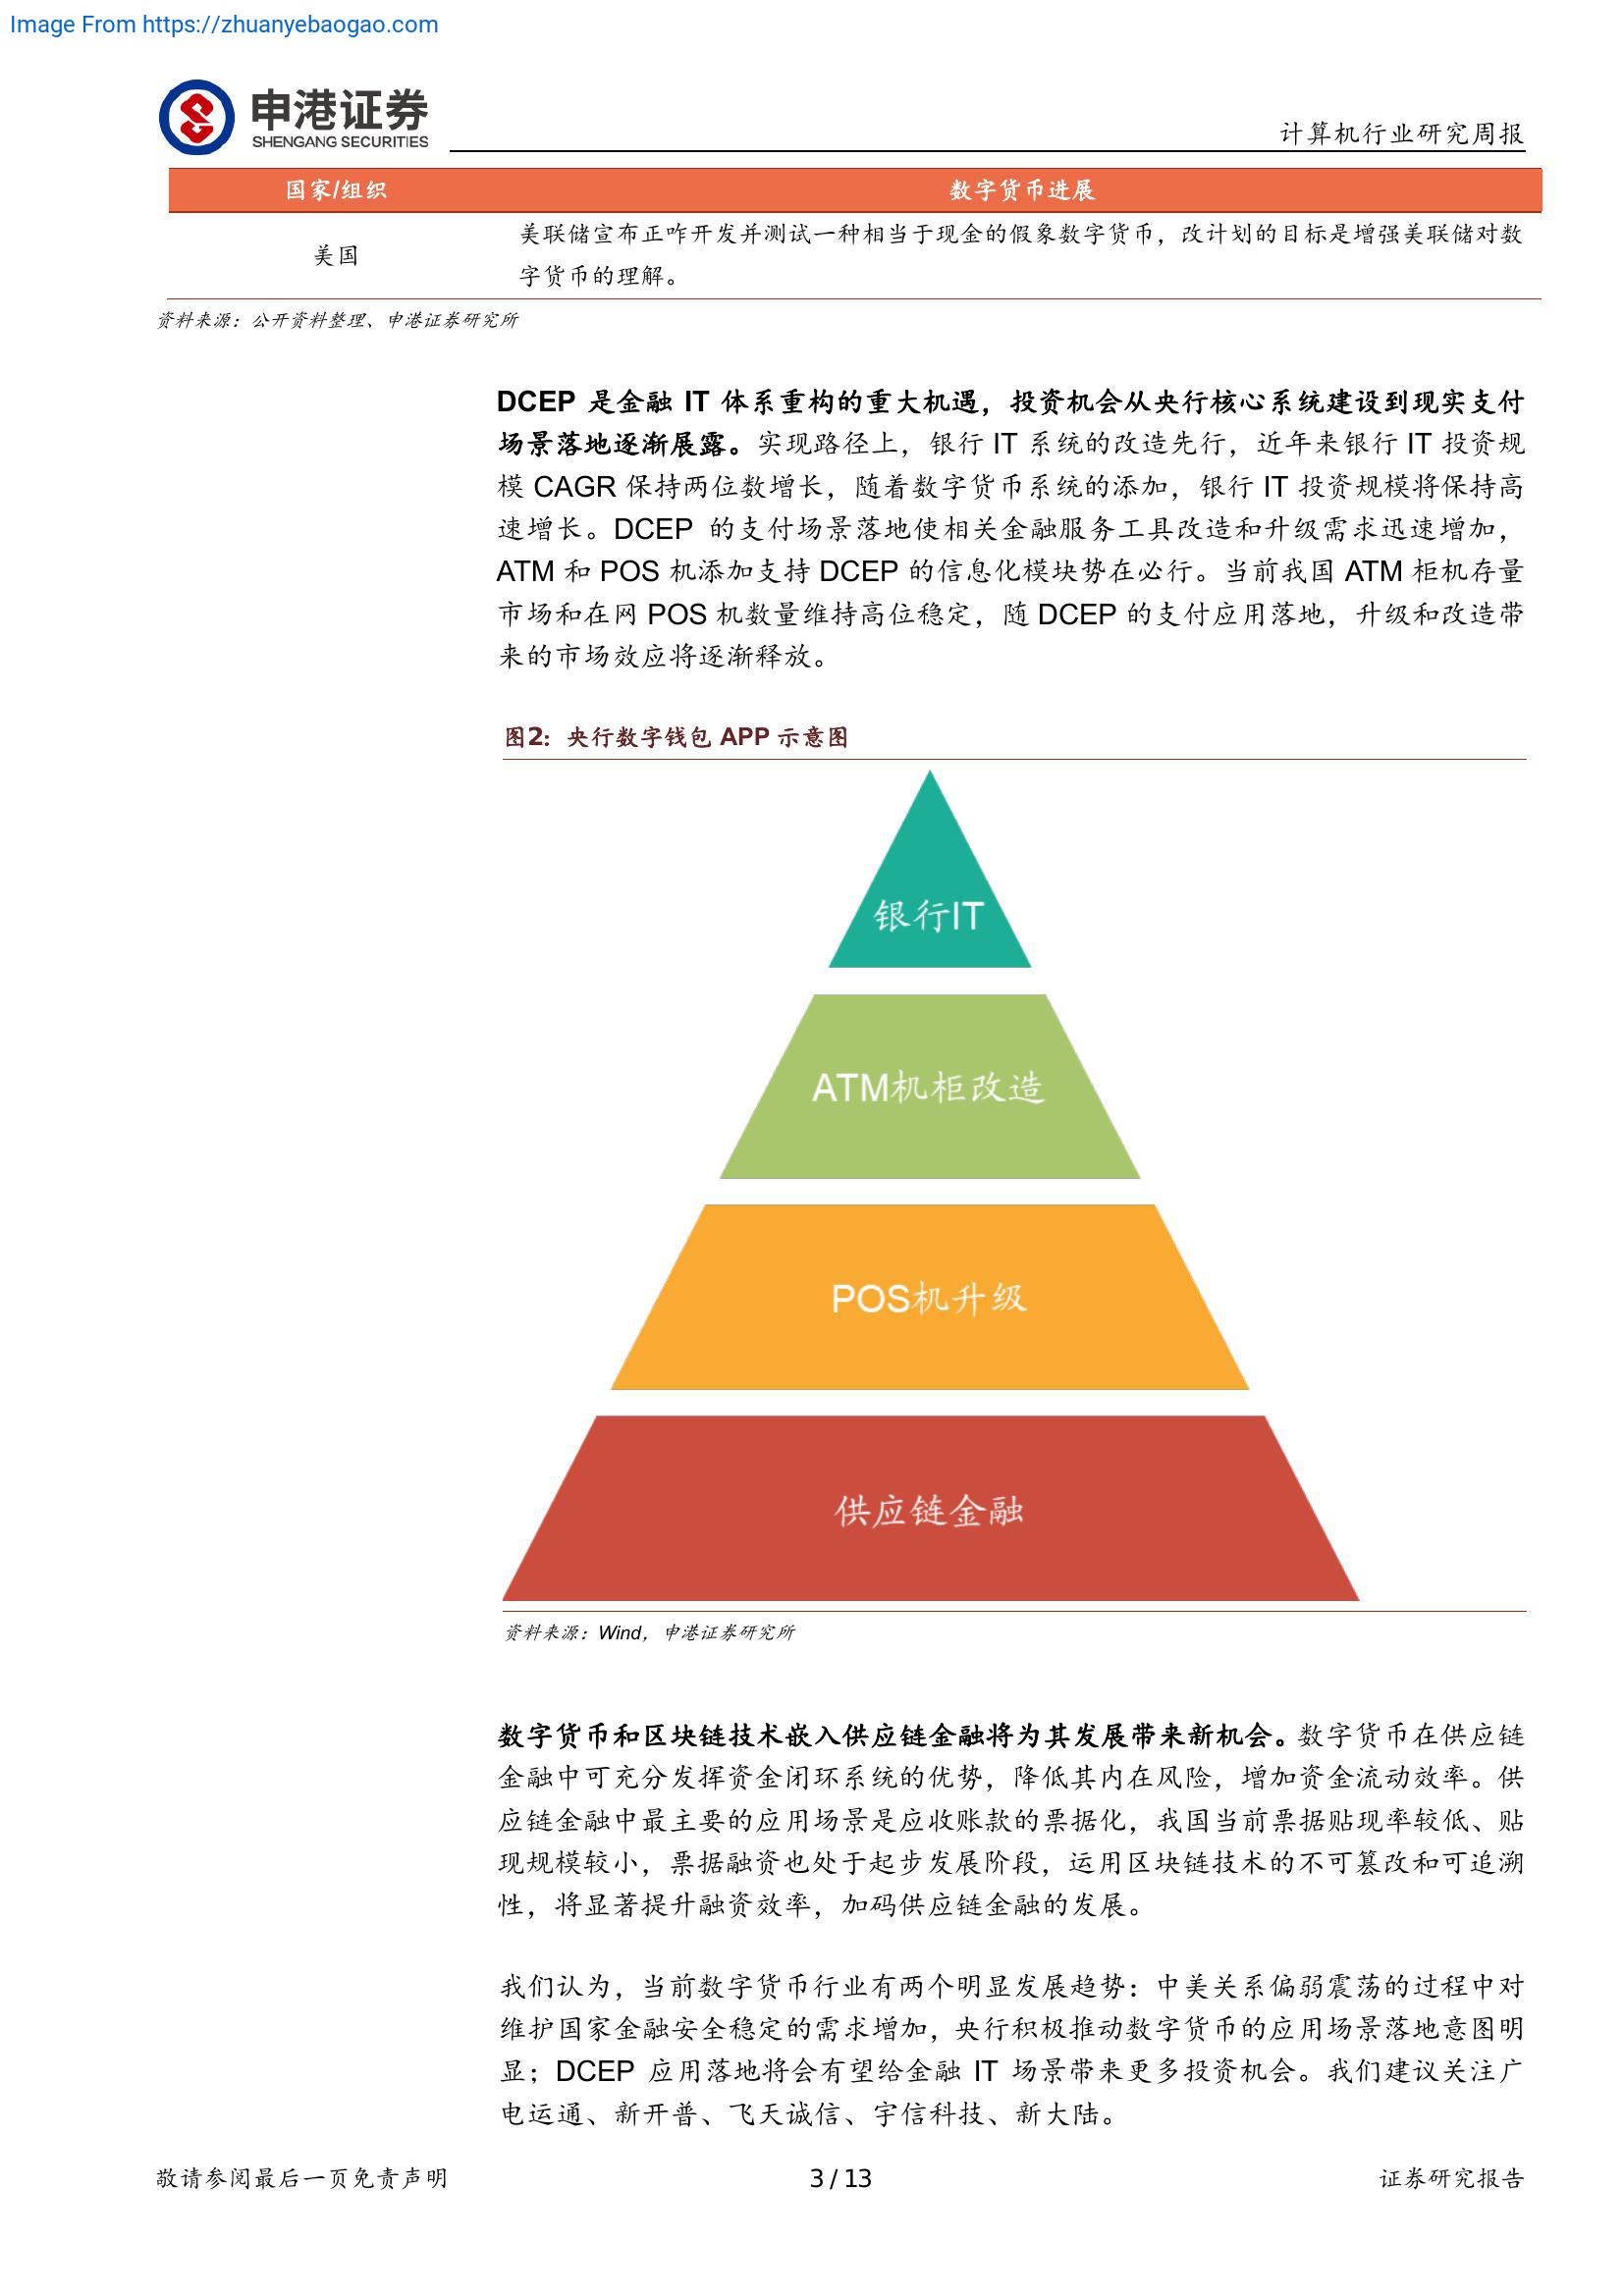 Image From https://zhuanyebaogao.com
申港证券
SHENGANG SECURITIES
计算机行业研究周报
国家/组织 数字货币进展
美国
美联储宣布正咋开发并测试一种相当于现金的假象数字货币，改计划的目标是增强美联储对数
字货币的理解。
资料来源：公开资料整理、申港证券研究所
DCEP 是金融 IT 体系重构的重大机遇，投资机会从央行核心系统建设到现实支付
场景落地逐渐展露。实现路径上，银行 IT 系统的改造先行，近年来银行 IT 投资规
模 CAGR 保持两位数增长，随着数字货币系统的添加，银行 IT 投资规模将保持高
速增长。DCEP 的支付场景落地使相关金融服务工具改造和升级需求迅速增加，
ATM 和 POS 机添加支持 DCEP 的信息化模块势在必行。当前我国 ATM 柜机存量
市场和在网 POS 机数量维持高位稳定，随 DCEP 的支付应用落地，升级和改造带
来的市场效应将逐渐释放。
图2：央行数字钱包 APP 示意图
银行IT
ATM机柜改造
POS机升级
供应链金融
资料来源：Wind，申港证券研究所
数字货币和区块链技术嵌入供应链金融将为其发展带来新机会。数字货币在供应链
金融中可充分发挥资金闭环系统的优势，降低其内在风险，增加资金流动效率。供
应链金融中最主要的应用场景是应收账款的票据化，我国当前票据贴现率较低、贴
现规模较小，票据融资也处于起步发展阶段，运用区块链技术的不可篡改和可追溯
性，将显著提升融资效率，加码供应链金融的发展。
我们认为，当前数字货币行业有两个明显发展趋势：中美关系偏弱震荡的过程中对
维护国家金融安全稳定的需求增加，央行积极推动数字货币的应用场景落地意图明
显；DCEP 应用落地将会有望给金融 IT 场景带来更多投资机会。我们建议关注广
电运通、新开普、飞天诚信、宇信科技、新大陆。
敬请参阅最后一页免责声明
3 / 13
证券研究报告